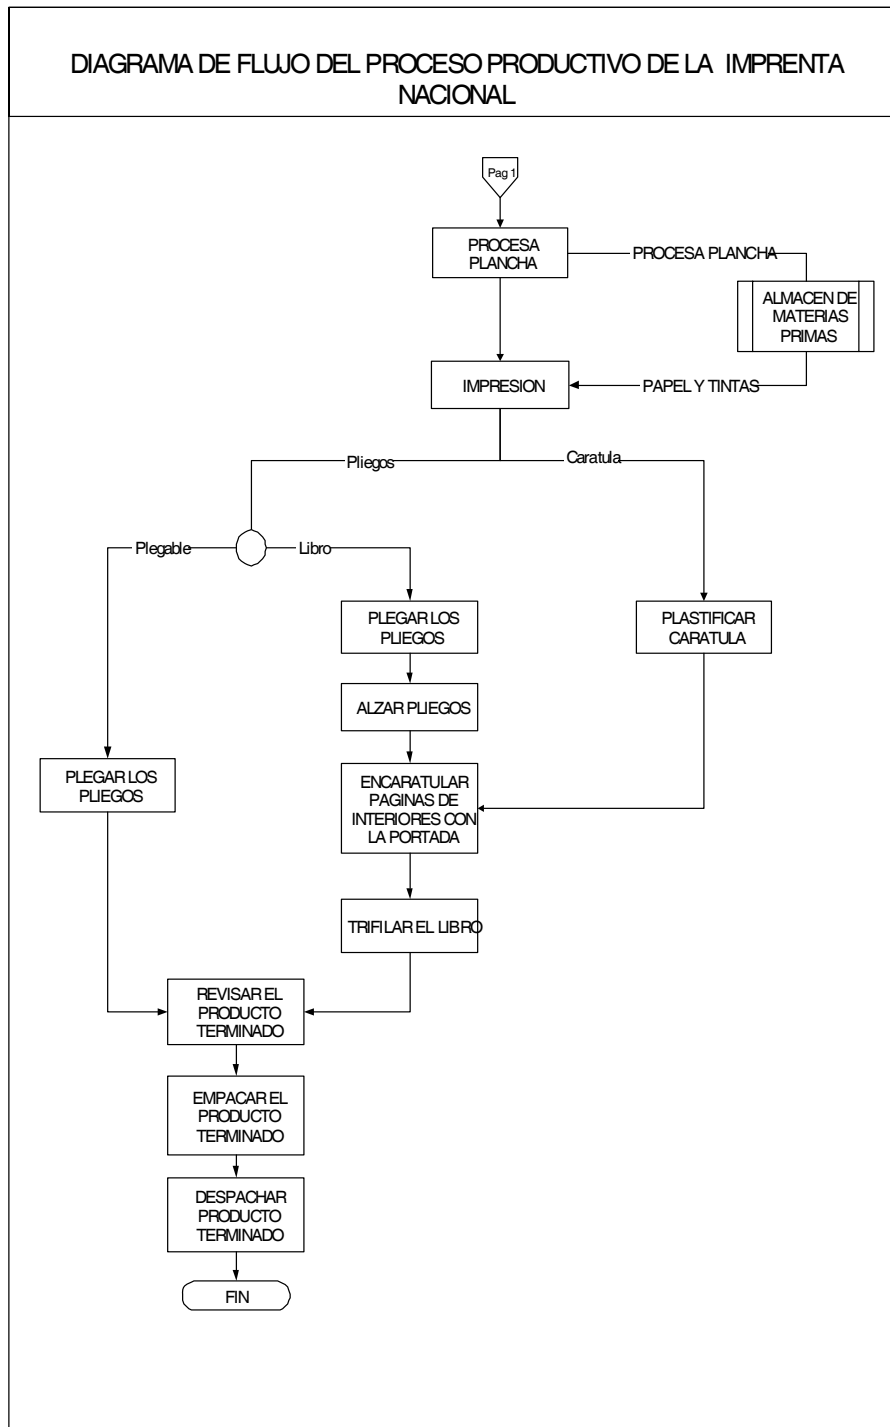 DIAGRAMA DE FLUJO DEL PROCESO PRODUCTIVO DE LA IMPRENTA
NACIONAL
Pag 1
PROCESA
PLANCHA
PROCESA PLANCHA
ALMACEN DE
MATERIAS
PRIMAS
IMPRESION
PAPEL Y TINTAS
Pliegos
Caratula
Plegable
Libro
PLEGAR LOS
PLIEGOS
PLASTIFICAR
CARATULA
ALZAR PLIEGOS
PLEGAR LOS
PLIEGOS
ENCARATULAR
PAGINAS DE
INTERIORES CON
LA PORTADA
TRIFILAR EL LIBRO
REVISAR EL
PRODUCTO
TERMINADO
EMPACAR EL
PRODUCTO
TERMINADO
DESPACHAR
PRODUCTO
TERMINADO
FIN